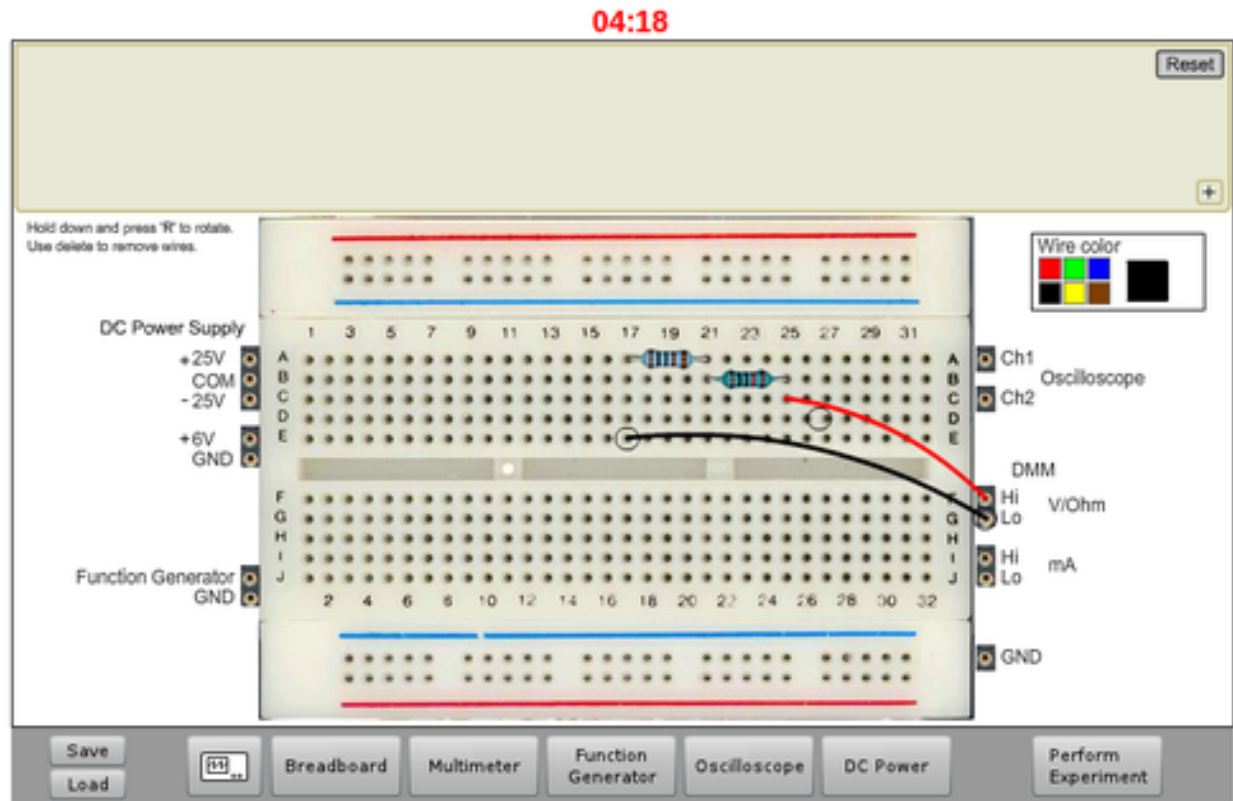 04:18
Reset
+
Hold down and press "R" to rotate.
Use delete to remove wires.
Wire color
DC Power Supply
1 3 5 7 9 11 13 15 17 19 21 23 25 27 29 31
+25V A A Ch1
COM B B Oscilloscope
-25V C C Ch2
D D
+6V E E
GND
DMM
F F Hi V/Ohm
G G Lo
H H
I I Hi mA
Function Generator J J Lo
GND 2 4 6 8 10 12 14 16 18 20 22 24 26 28 30 32
GND
Save
Load
Breadboard
Multimeter
Function
Generator
Oscilloscope
DC Power
Perform
Experiment